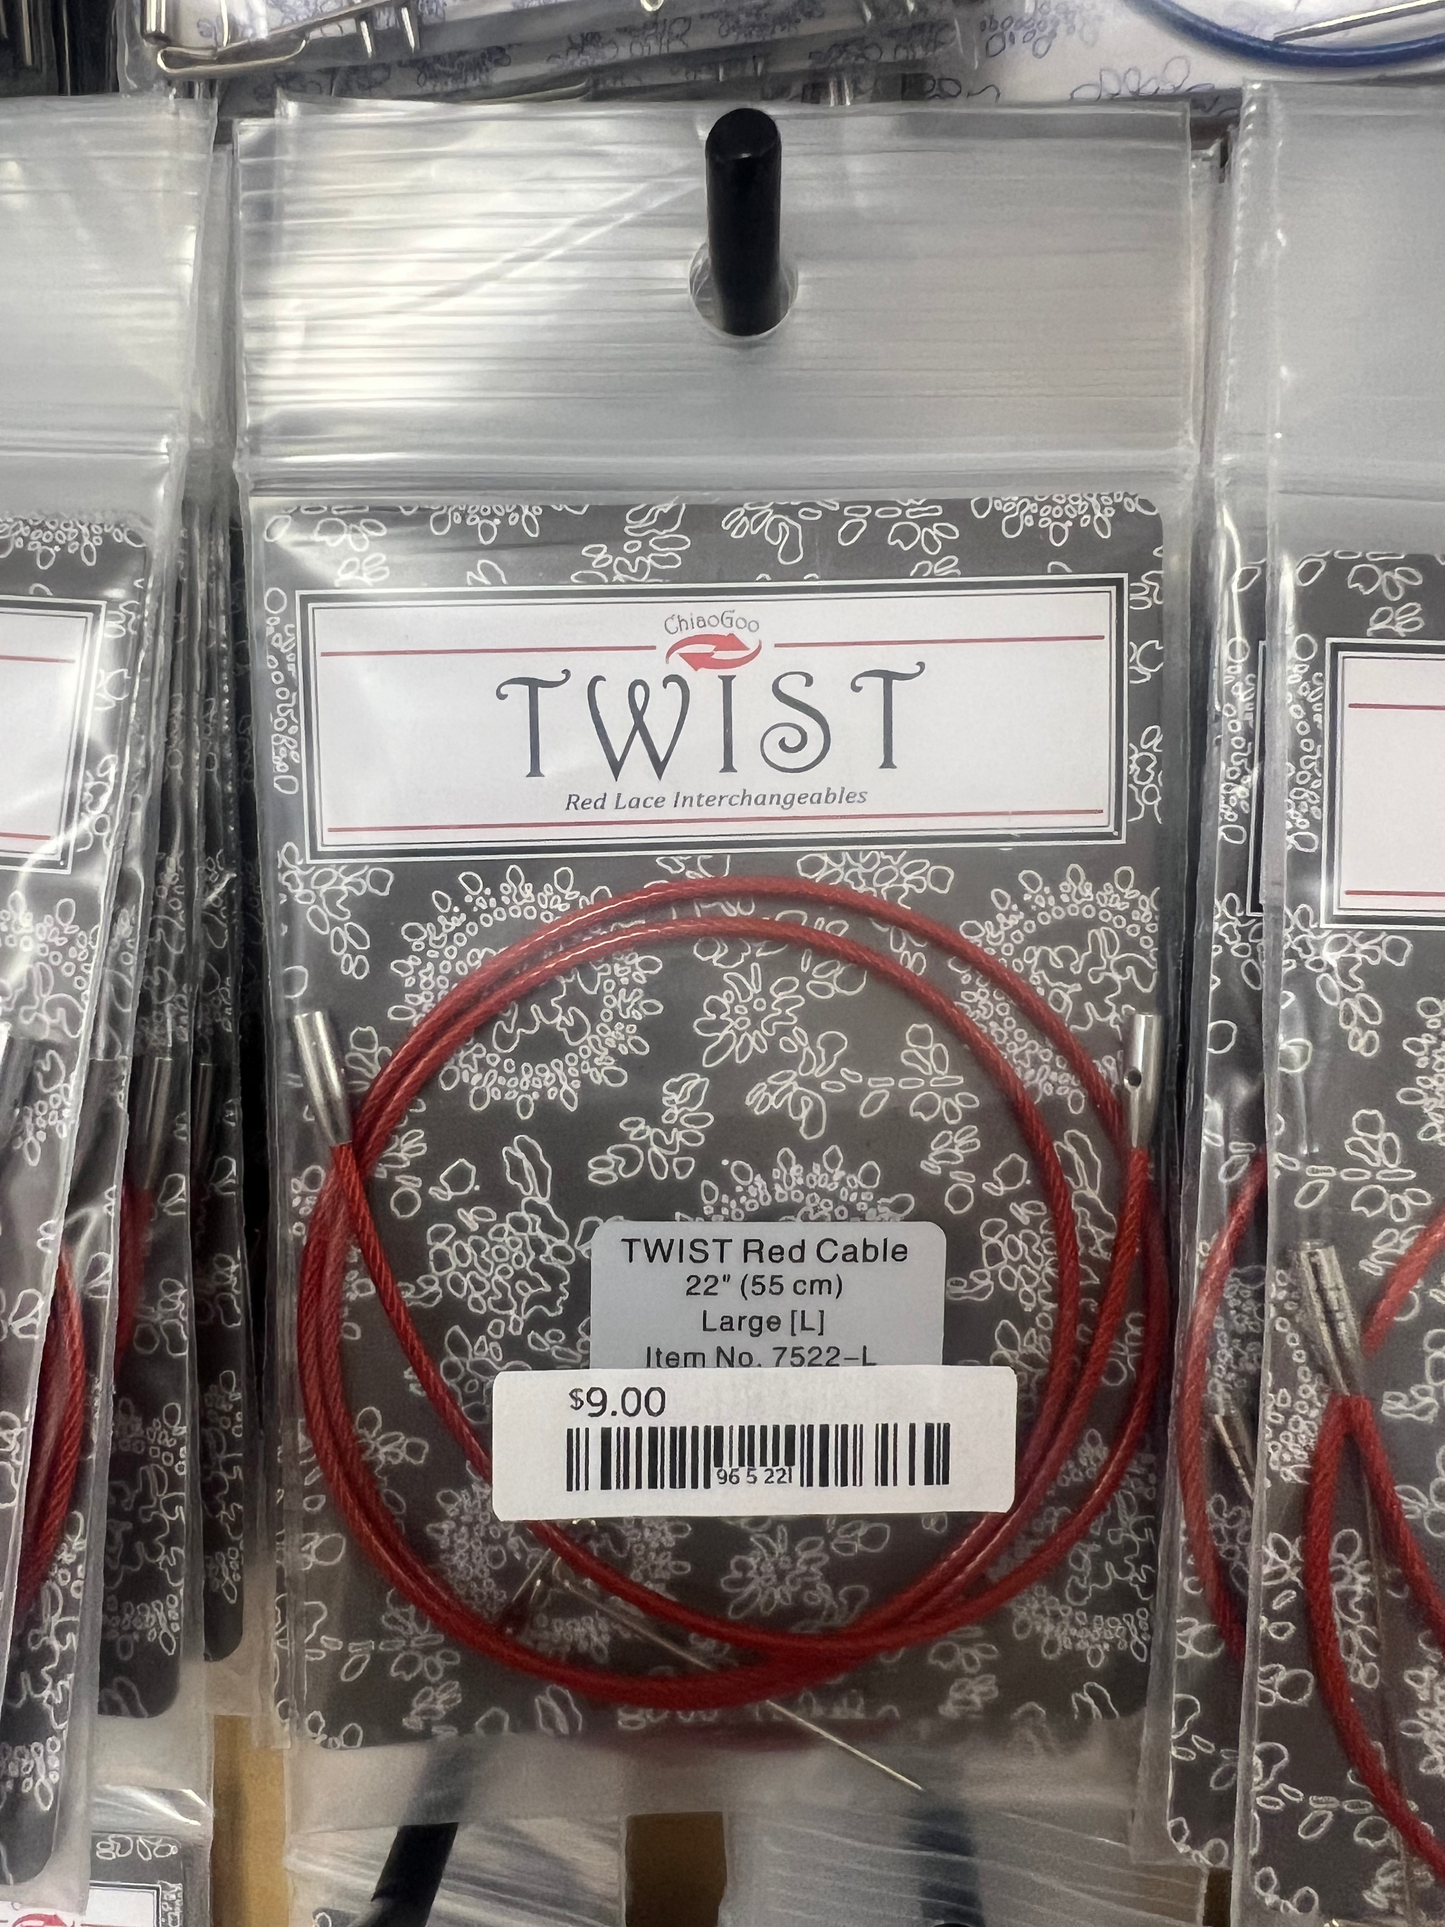 ChiaoGoo
TWIST
Red Lace Interchangeables
TWIST Red Cable
22" (55 cm)
Large [L]
Item No. 7522-L
$9.00
96 5 221